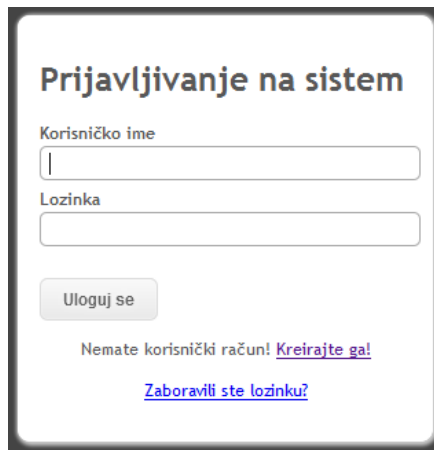 Prijavljivanje na sistem
Korisničko ime
Lozinka
Uloguj se
Nemate korisnički račun! Kreirajte ga!
Zaboravili ste lozinku?